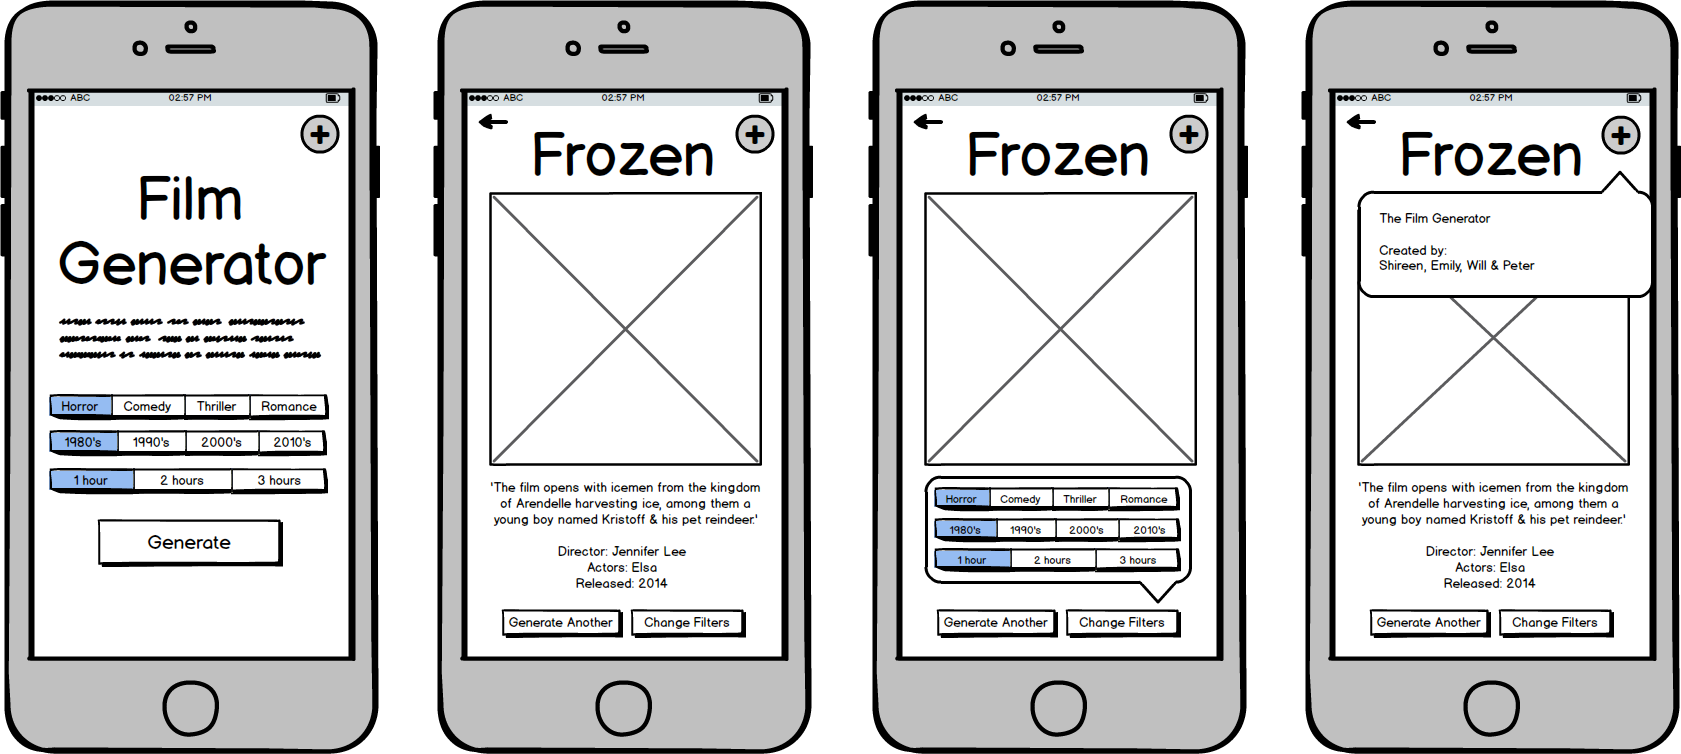 ABC 02:57 PM
Film
Generator
Horror Comedy Thriller Romance
1980's 1990's 2000's 2010's
1 hour 2 hours 3 hours
Generate
ABC 02:57 PM
Frozen
'The film opens with icemen from the kingdom
of Arendelle harvesting ice, among them a
young boy named Kristoff & his pet reindeer.'
Director: Jennifer Lee
Actors: Elsa
Released: 2014
Generate Another Change Filters
ABC 02:57 PM
Frozen
Horror Comedy Thriller Romance
1980's 1990's 2000's 2010's
1 hour 2 hours 3 hours
Generate Another Change Filters
ABC 02:57 PM
Frozen
The Film Generator
Created by:
Shireen, Emily, Will & Peter
'The film opens with icemen from the kingdom
of Arendelle harvesting ice, among them a
young boy named Kristoff & his pet reindeer.'
Director: Jennifer Lee
Actors: Elsa
Released: 2014
Generate Another Change Filters